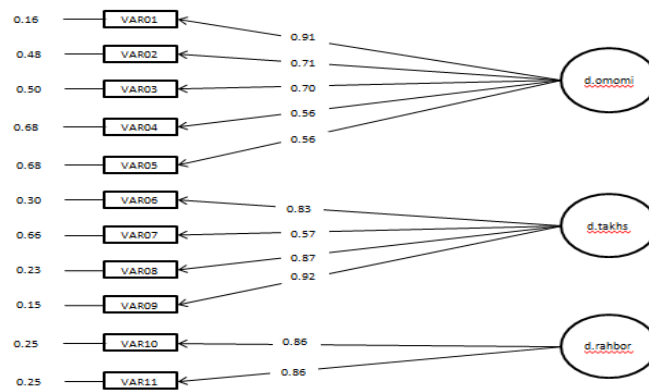 0.16 VAR01 0.91
0.48 VAR02 0.71
0.50 VAR03 0.70 d.omomi
0.68 VAR04 0.56
0.68 VAR05 0.56
0.30 VAR06 0.83
0.66 VAR07 0.57 d.takhs
0.23 VAR08 0.87
0.15 VAR09 0.92
0.25 VAR10 0.86 d.rahbor
0.25 VAR11 0.86